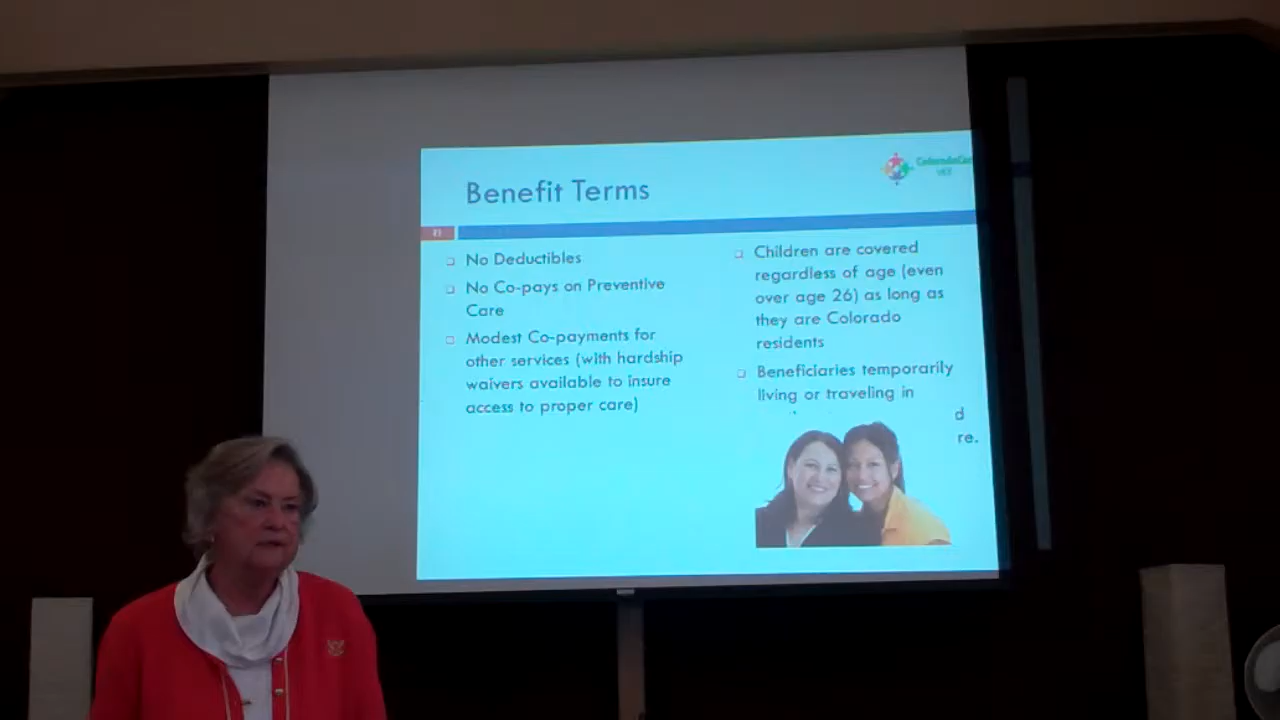 Benefit Terms
No Deductibles
No Co-pays on Preventive
Care
Modest Co-payments for
other services (with hardship
waivers available to insure
access to proper care)
Children are covered
regardless of age (even
over age 26) as long as
they are Colorado
residents
Beneficiaries temporarily
living or traveling in
d
re.